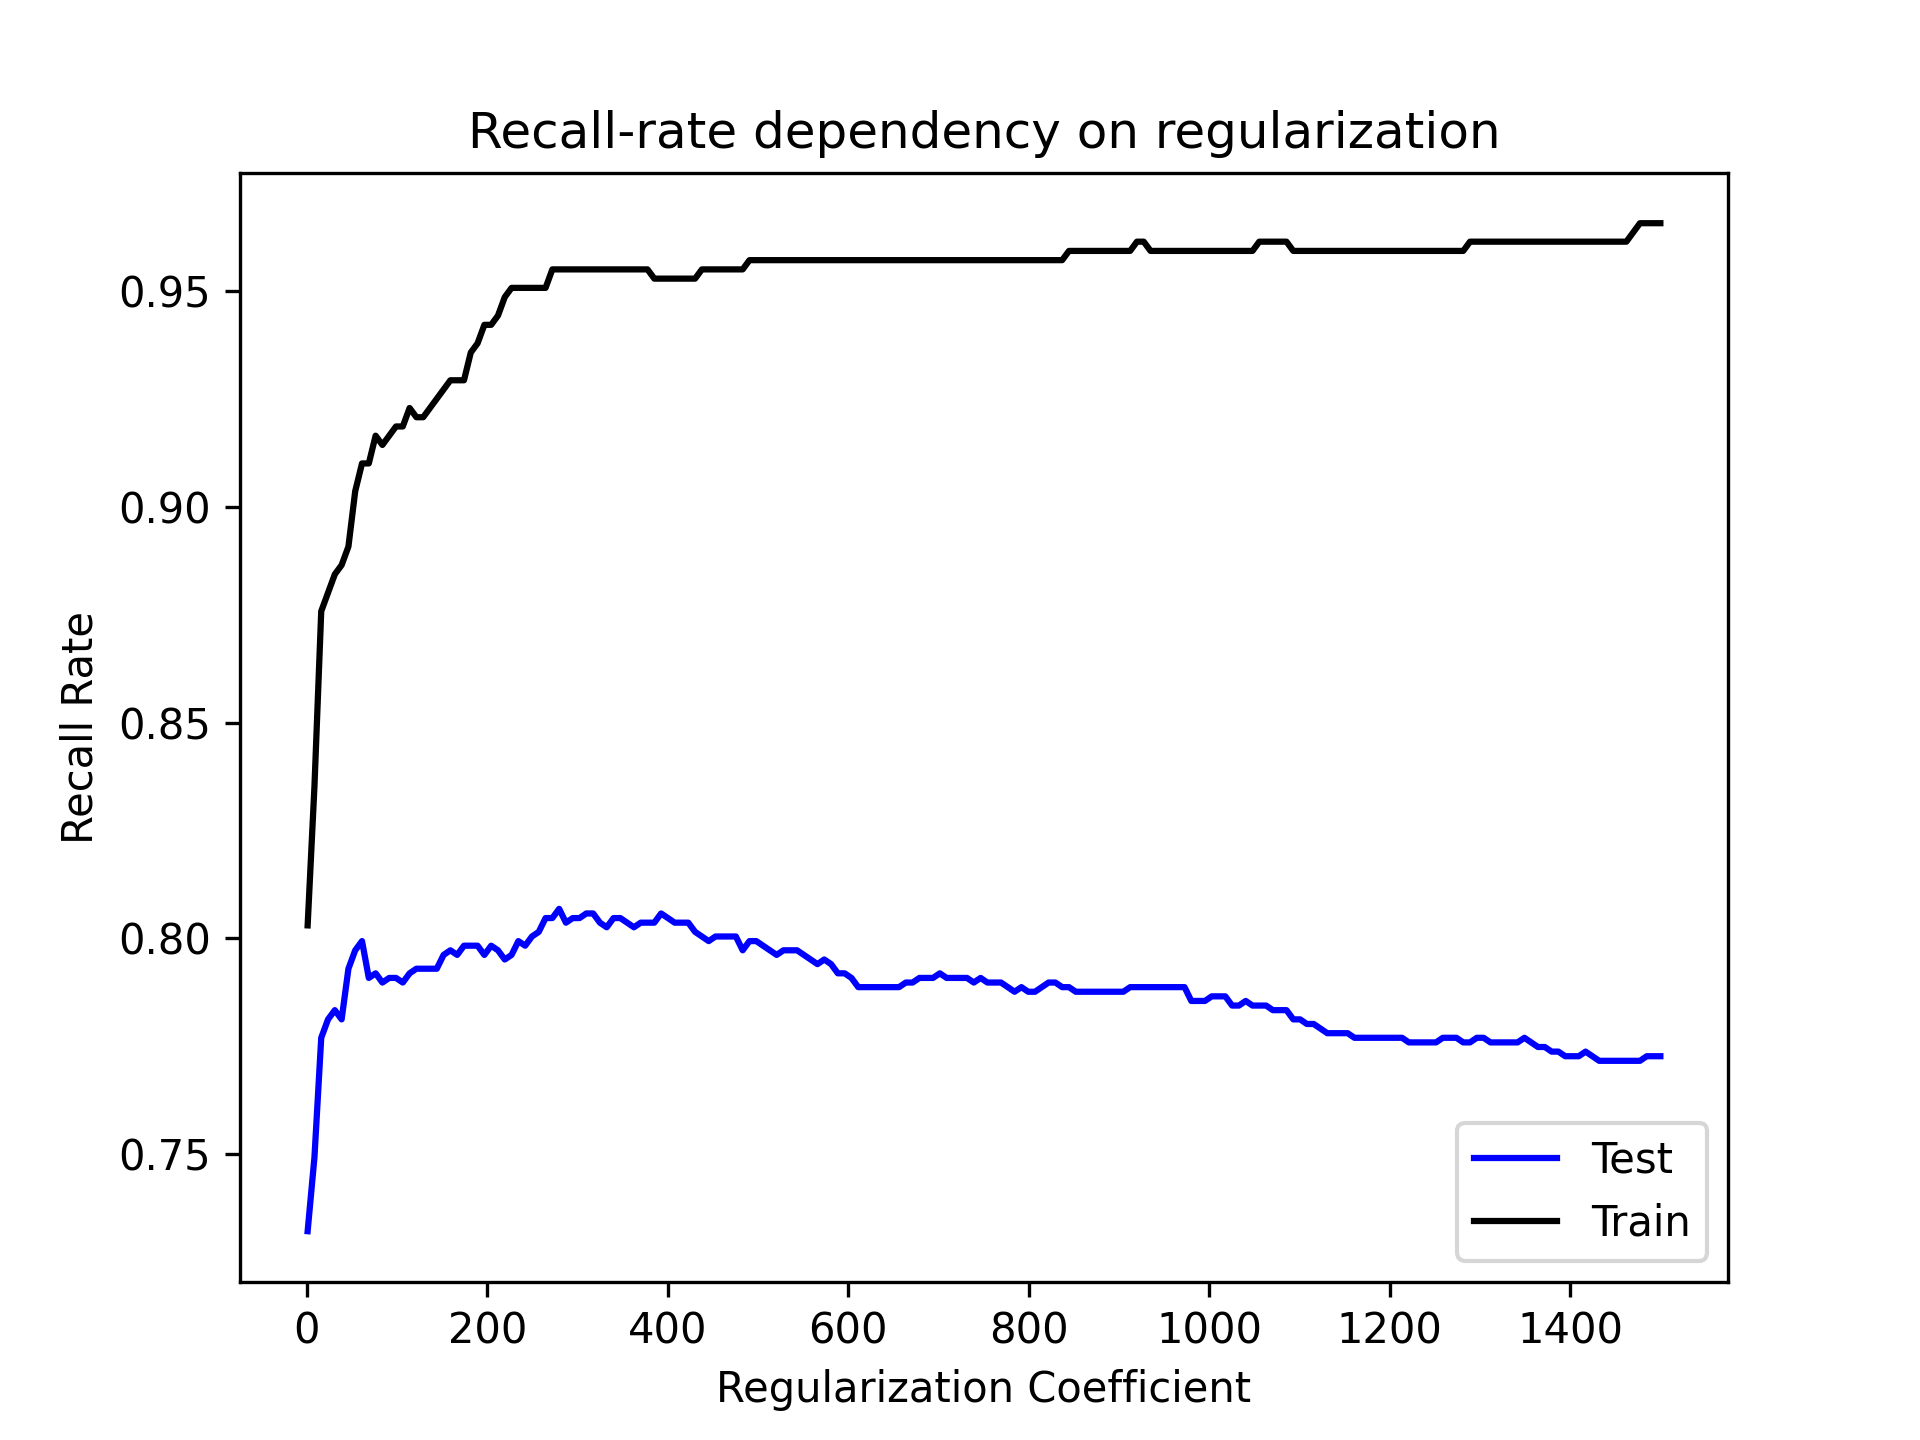 Recall-rate dependency on regularization
Recall Rate
0.95
0.90
0.85
0.80
0.75
0 200 400 600 800 1000 1200 1400
Regularization Coefficient
Test
Train